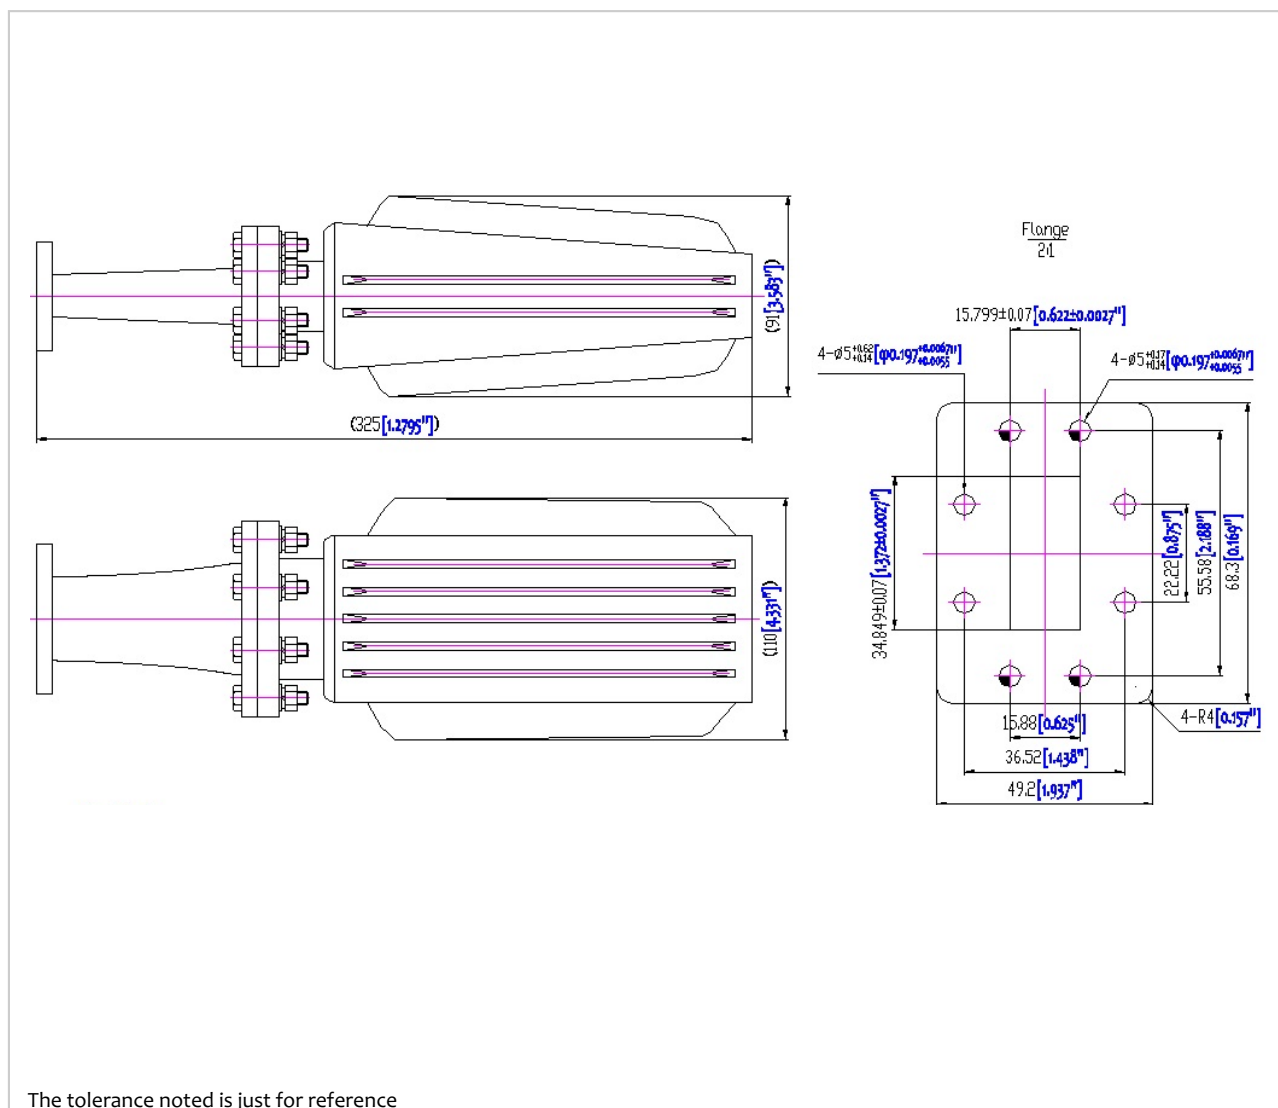 Flange
2:1
15.799±0.07[0.622±0.0027"]
4-ø5+0.62+0.14[φ0.197+0.0067"+0.0055]
4-ø5+0.17+0.14[φ0.197+0.0067"+0.0055]
(91[3.583"])
(325[1.2795"])
34.849±0.07[1.372±0.0027"]
22.22[0.875"]
55.58[2.188"]
68.3[0.169"]
(110[4.331"])
15.88[0.625"]
4-R4[0.157"]
36.52[1.438"]
49.2[1.937"]
The tolerance noted is just for reference